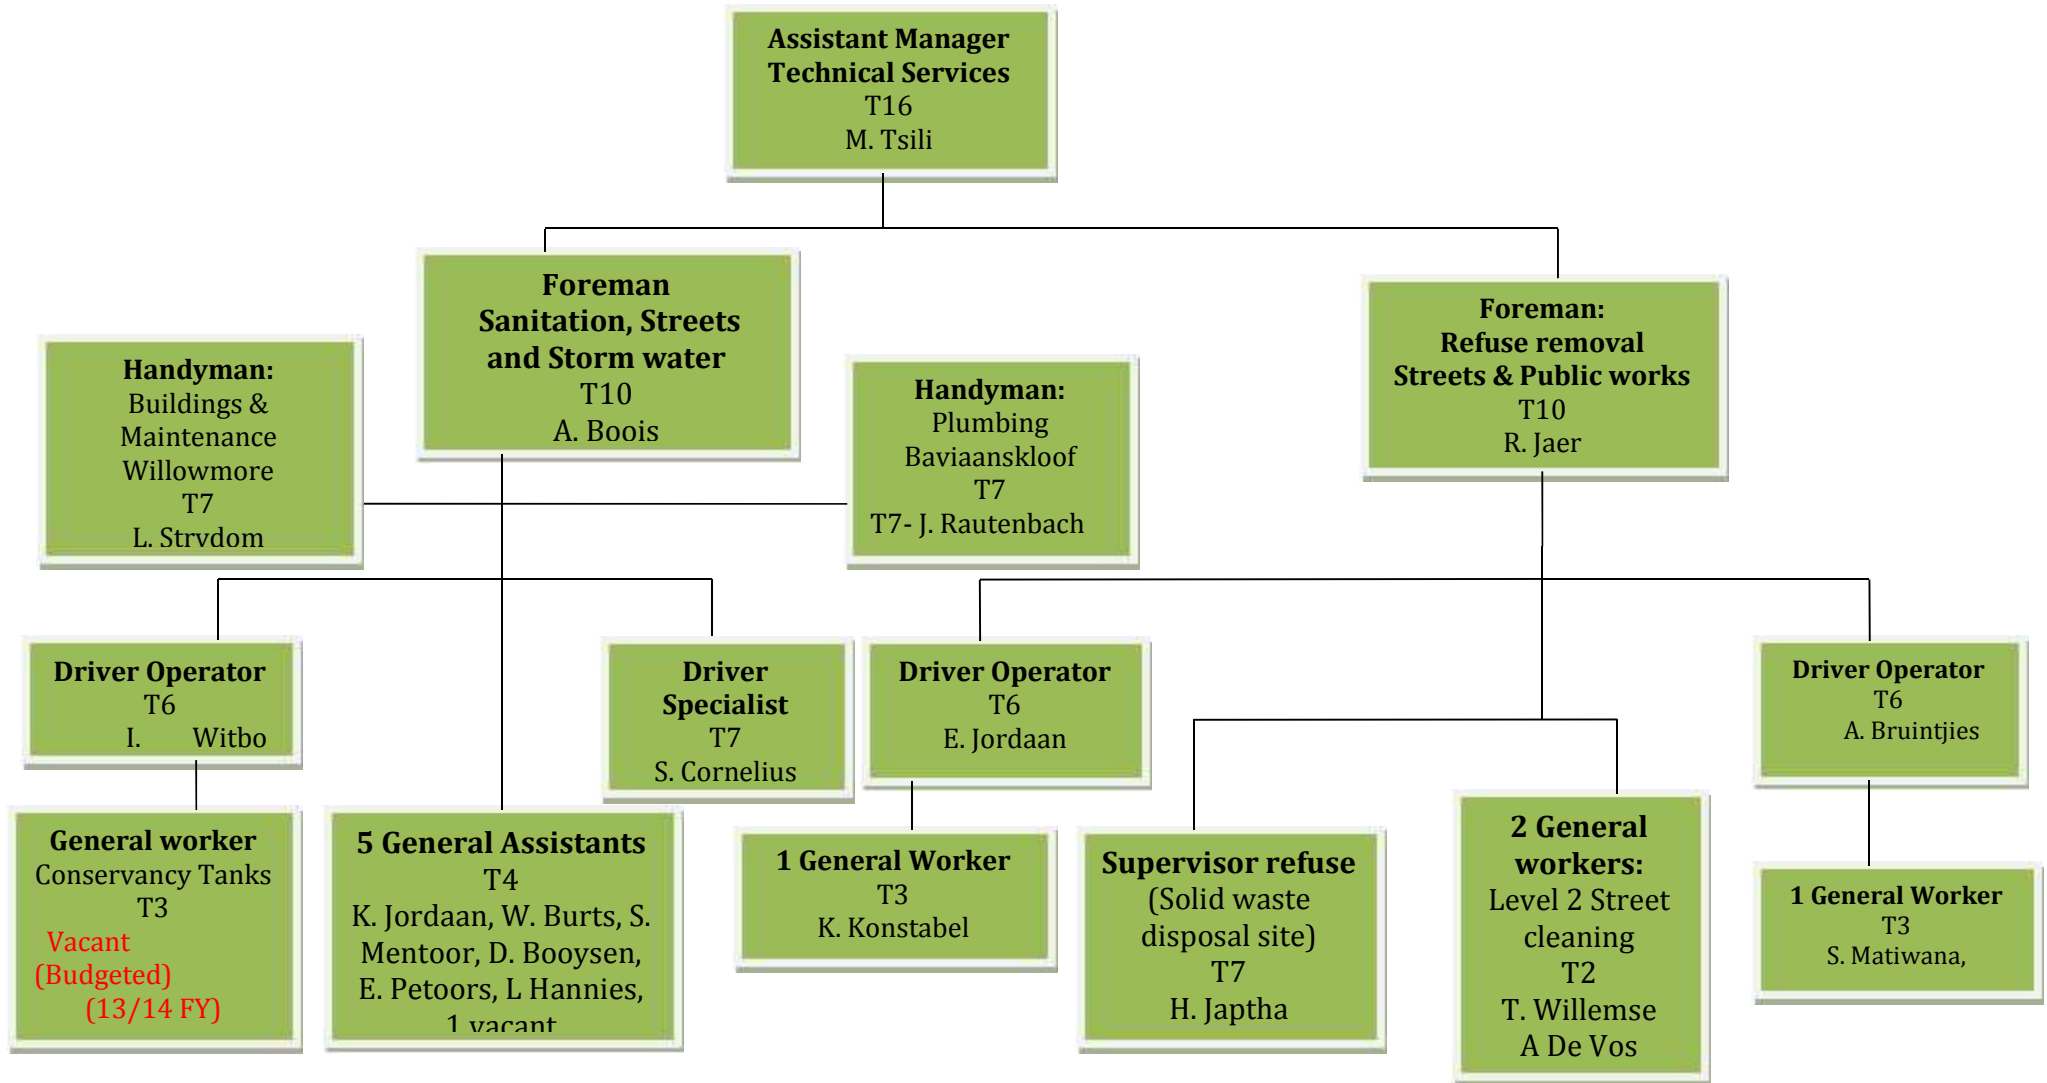 Assistant Manager
Technical Services
T16
M. Tsili
Foreman
Sanitation, Streets
and Storm water
T10
A. Boois
Foreman:
Refuse removal
Streets & Public works
T10
R. Jaer
Handyman:
Buildings &
Maintenance
Willowmore
T7
L. Strydom
Handyman:
Plumbing
Baviaanskloof
T7
T7- J. Rautenbach
Driver Operator
T6
I. Witbo
Driver
Specialist
T7
S. Cornelius
Driver Operator
T6
E. Jordaan
Driver Operator
T6
A. Bruintjies
General worker
Conservancy Tanks
T3
Vacant
(Budgeted)
(13/14 FY)
5 General Assistants
T4
K. Jordaan, W. Burts, S.
Mentoor, D. Booysen,
E. Petoors, L Hannies,
1 vacant
1 General Worker
T3
K. Konstabel
Supervisor refuse
(Solid waste
disposal site)
T7
H. Japtha
2 General
workers:
Level 2 Street
cleaning
T2
T. Willemse
A De Vos
1 General Worker
T3
S. Matiwana,